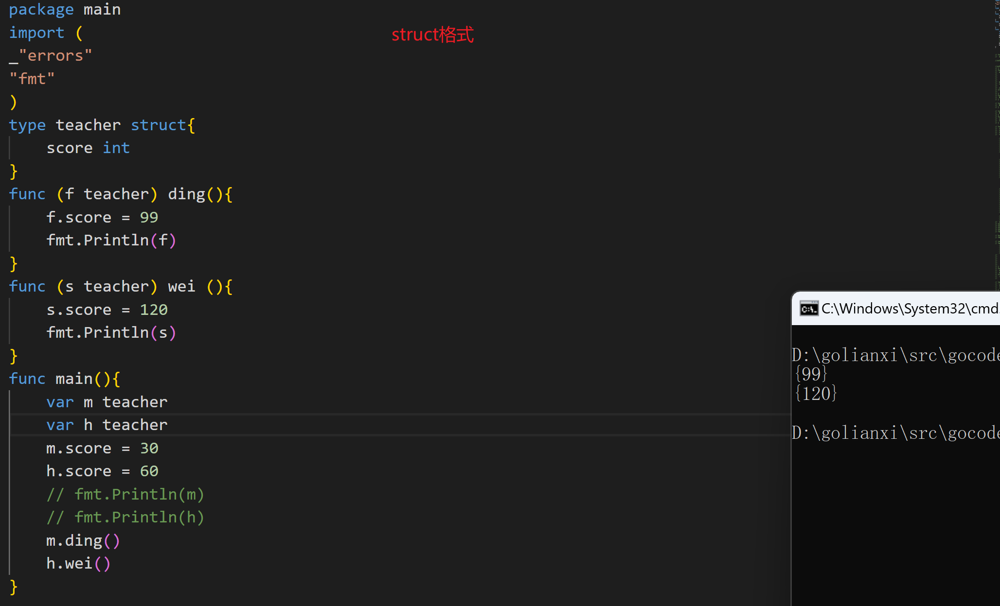 package main
import (
struct格式
_"errors"
"fmt"
)
type teacher struct{
    score int
}
func (f teacher) ding(){
    f.score = 99
    fmt.Println(f)
}
func (s teacher) wei (){
    s.score = 120
    fmt.Println(s)
}
func main(){
    var m teacher
    var h teacher
    m.score = 30
    h.score = 60
    // fmt.Println(m)
    // fmt.Println(h)
    m.ding()
    h.wei()
}
C:\Windows\System32\cmd.
D:\golianxi\src\gocode
{99}
{120}
D:\golianxi\src\gocode